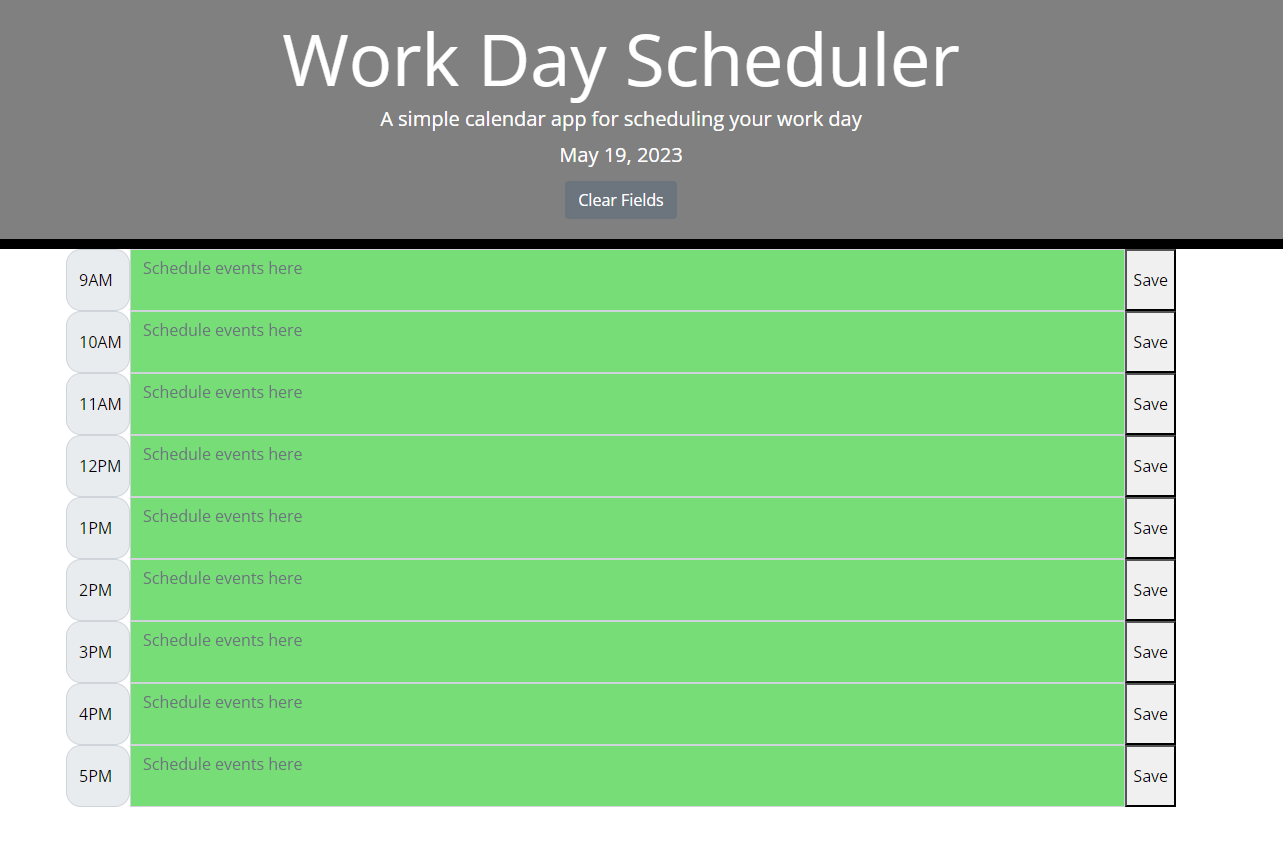 Work Day Scheduler
A simple calendar app for scheduling your work day
May 19, 2023
Clear Fields
9AM Schedule events here Save
10AM Schedule events here Save
11AM Schedule events here Save
12PM Schedule events here Save
1PM Schedule events here Save
2PM Schedule events here Save
3PM Schedule events here Save
4PM Schedule events here Save
5PM Schedule events here Save